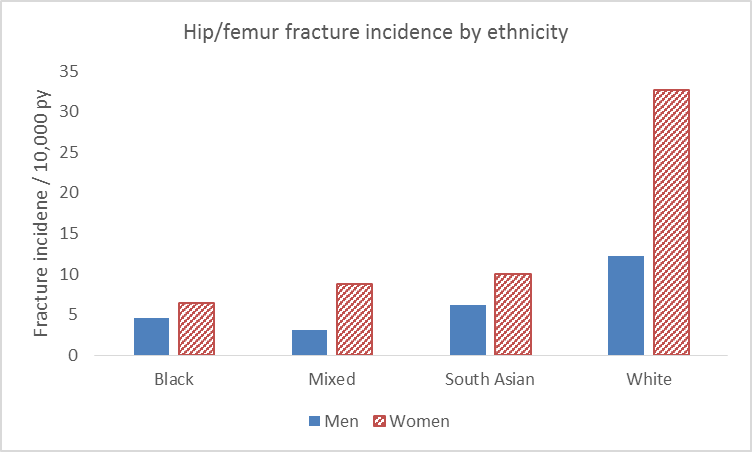 Hip/femur fracture incidence by ethnicity
Fracture incidene / 10,000 py
35
30
25
20
15
10
5
0
Black Mixed South Asian White
Men Women